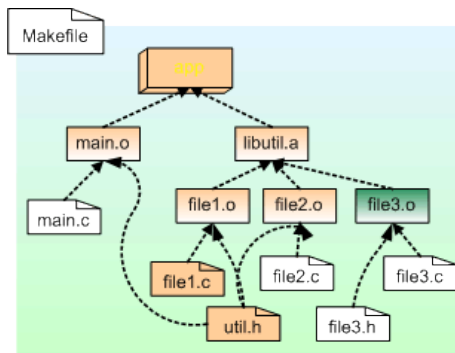 Makefile
app
main.o
libutil.a
file1.o
file2.o
file3.o
main.c
file1.c
file2.c
file3.c
util.h
file3.h